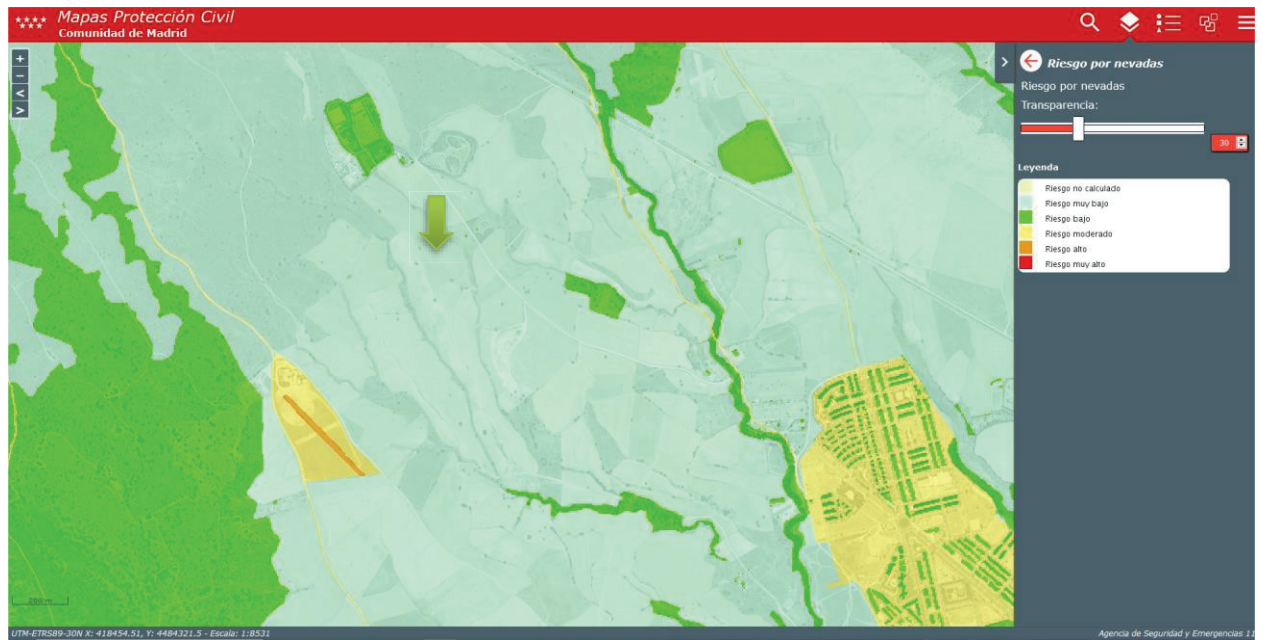 Mapas Protección Civil
Comunidad de Madrid
+
−
<
>
>
Riesgo por nevadas
Riesgo por nevadas
Transparencia:
30
Leyenda
Riesgo no calculado
Riesgo muy bajo
Riesgo bajo
Riesgo moderado
Riesgo alto
Riesgo muy alto
200 m
UTM-ETRS89-30N X: 418454.51, Y: 4484321.5 - Escala: 1:8531
Agencia de Seguridad y Emergencias 11